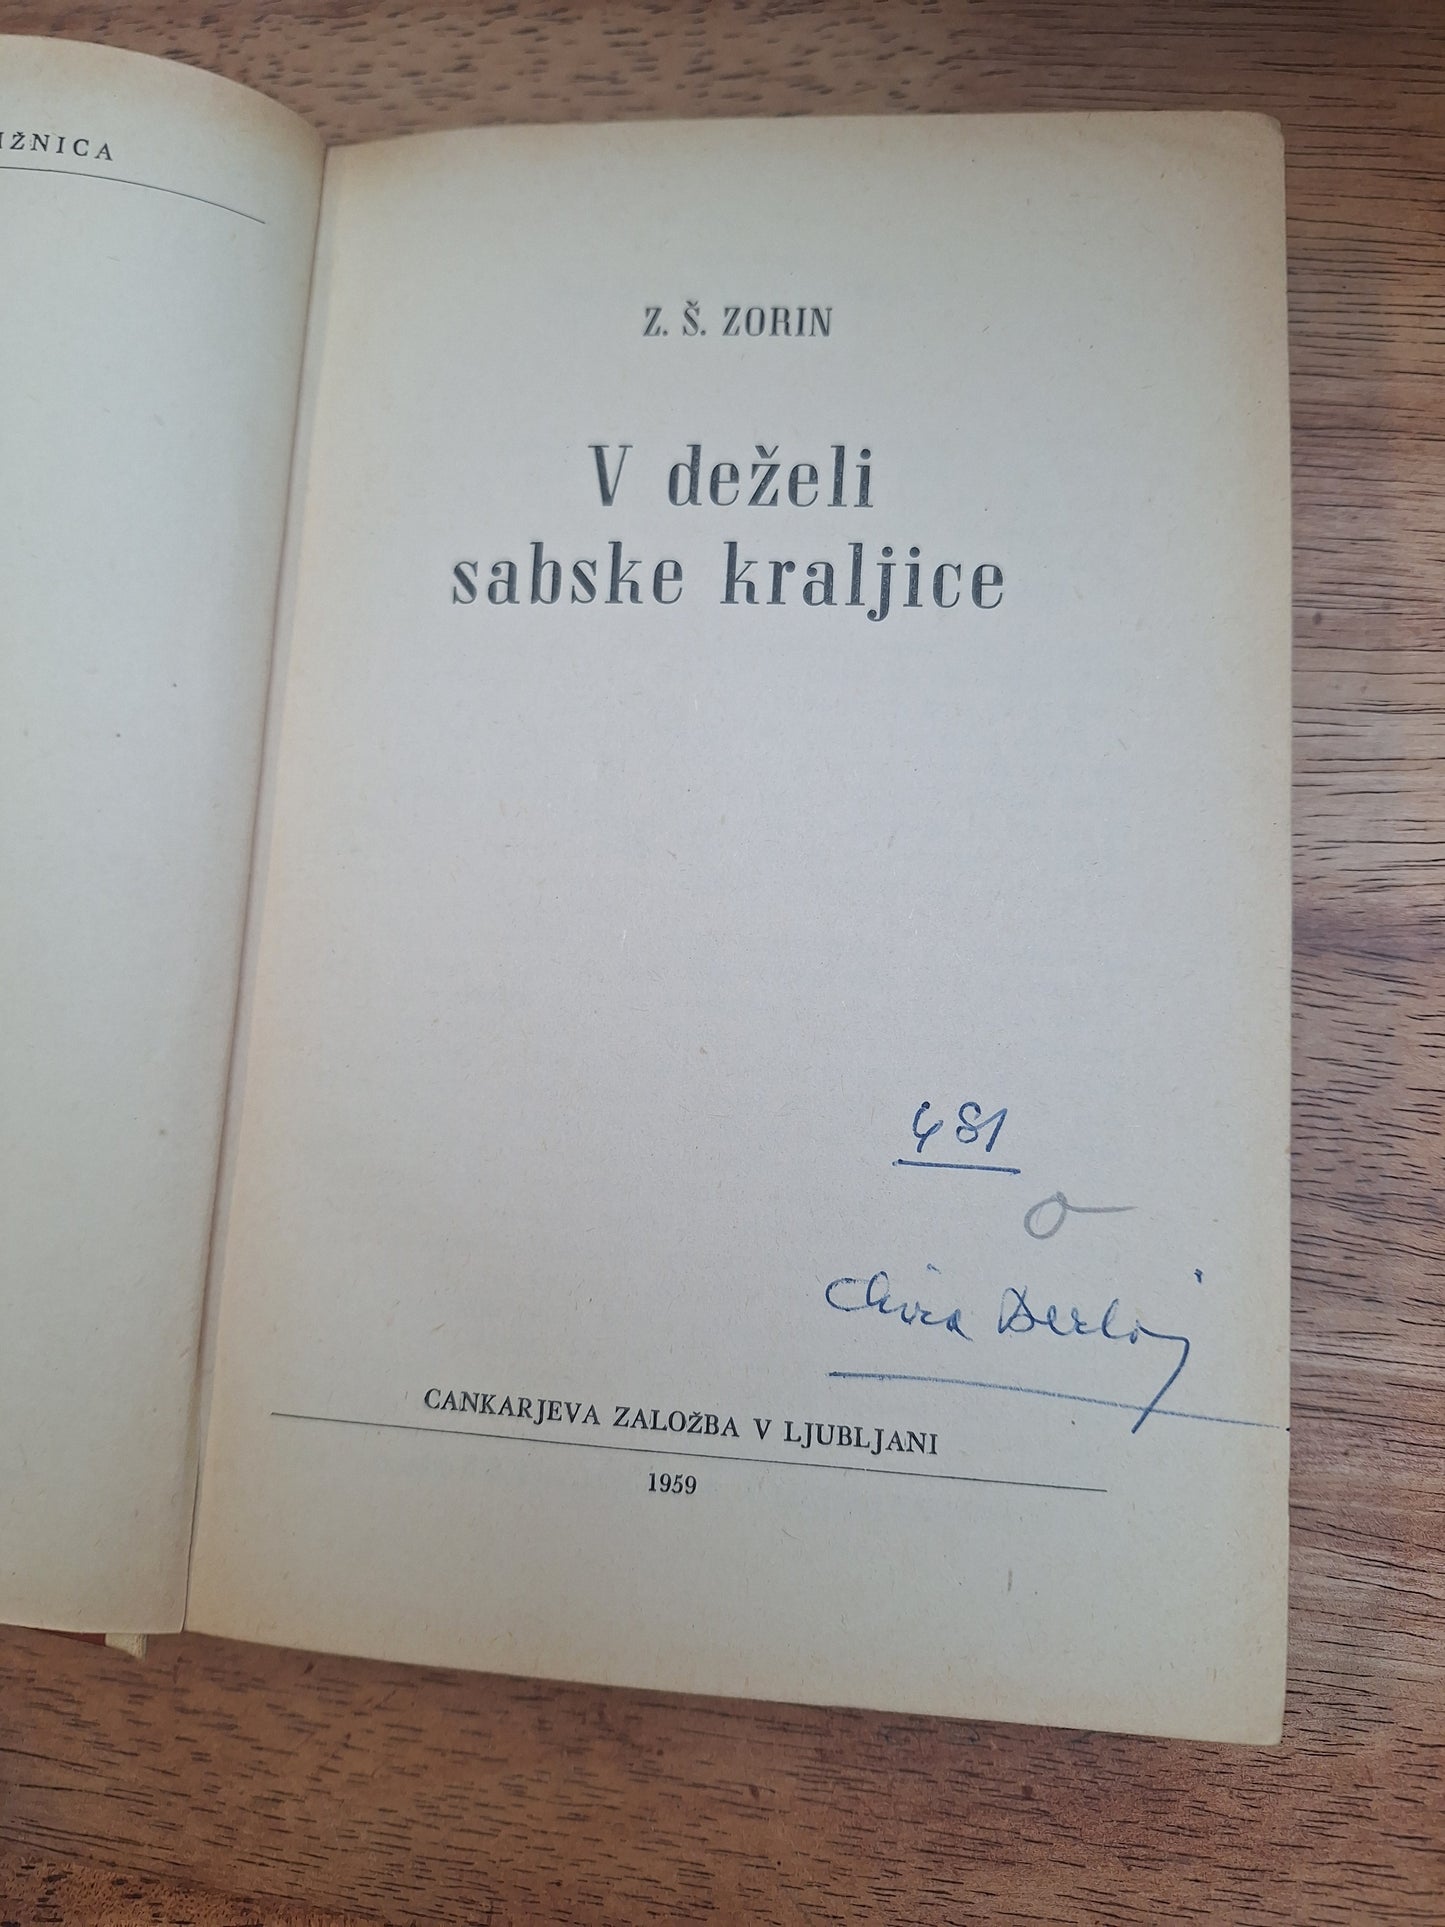 IŽNICA
Z. Š. ZORIN
V deželi
sabske kraljice
481
CANKARJEVA ZALOŽBA V LJUBLJANI
1959